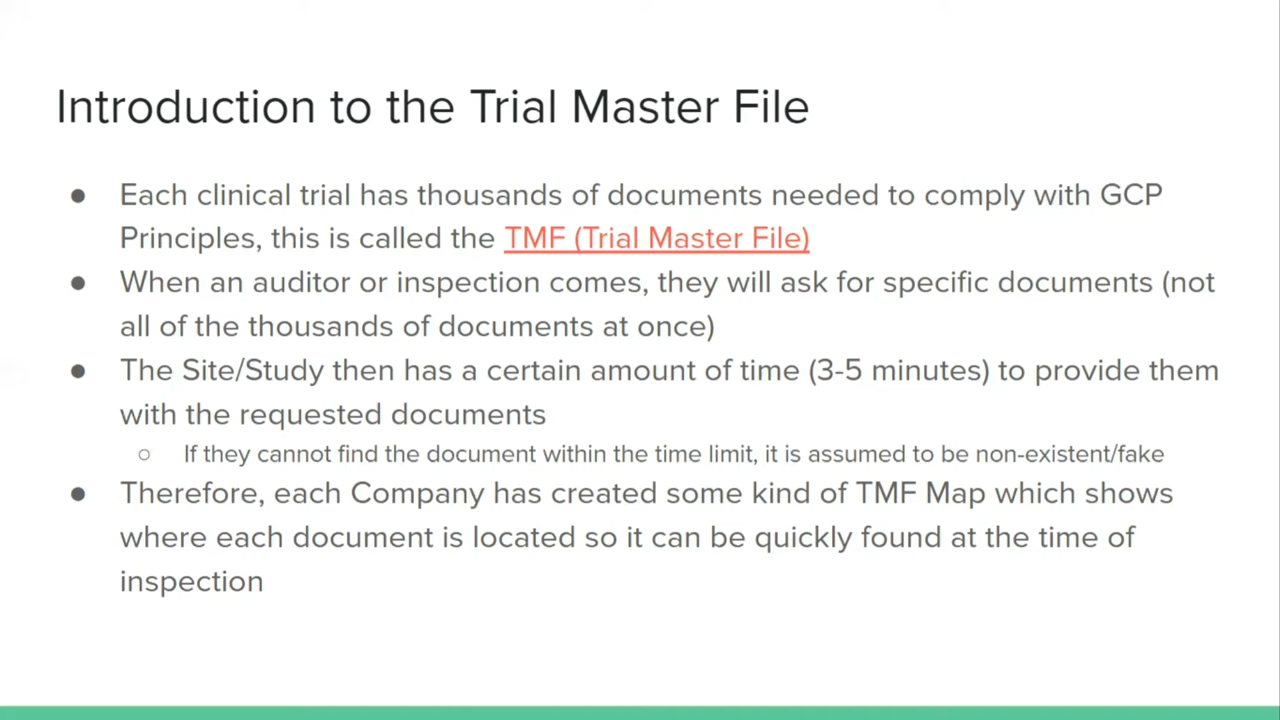 Introduction to the Trial Master File
● Each clinical trial has thousands of documents needed to comply with GCP
Principles, this is called the TMF (Trial Master File)
● When an auditor or inspection comes, they will ask for specific documents (not
all of the thousands of documents at once)
● The Site/Study then has a certain amount of time (3-5 minutes) to provide them
with the requested documents
○ If they cannot find the document within the time limit, it is assumed to be non-existent/fake
● Therefore, each Company has created some kind of TMF Map which shows
where each document is located so it can be quickly found at the time of
inspection